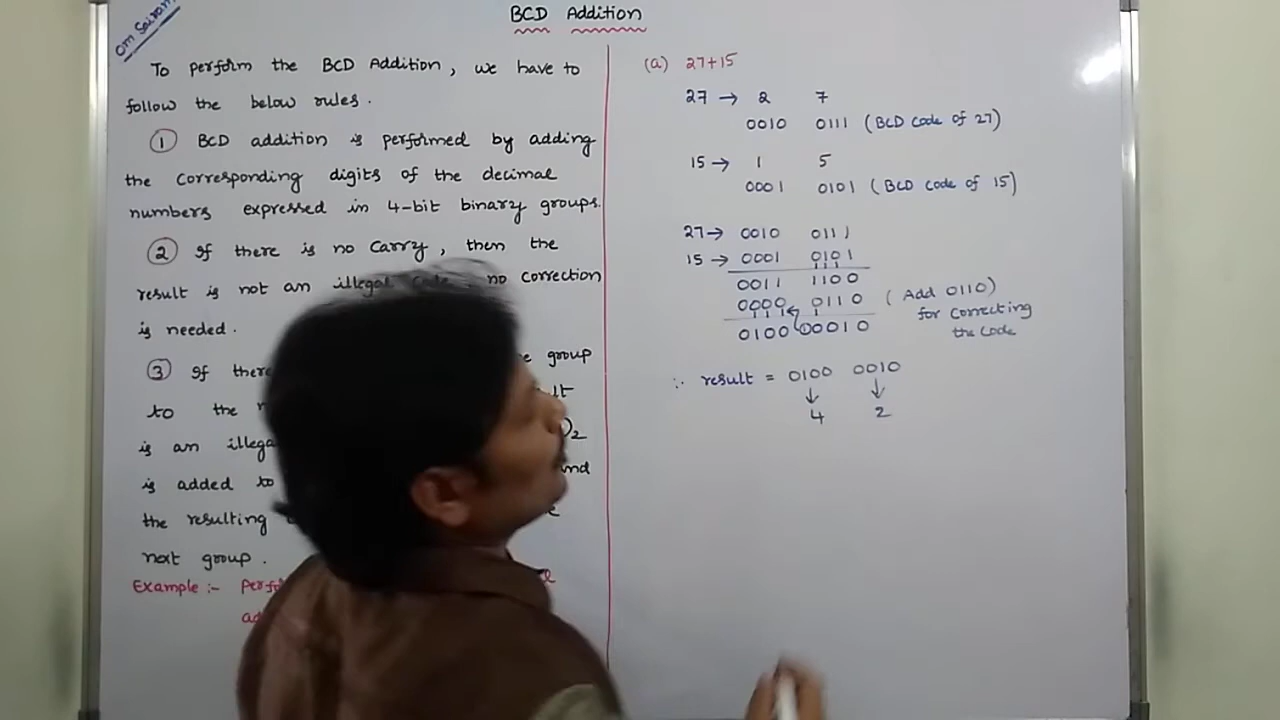 Om Sairam
BCD Addition
To perform the BCD Addition, we have to
follow the below rules.
① BCD addition is performed by adding
the corresponding digits of the decimal
numbers expressed in 4-bit binary groups.
② If there is no carry, then the
result is not an illegal code, no correction
is needed.
③ If there group
to the
is an illegal
is added to
the resulting
next group.
Example :-
(a) 27+15
27 → 2 7
0010 0111 (BCD code of 27)
15 → 1 5
0001 0101 (BCD code of 15)
27 → 0010 0111
15 → 0001 0101
0011 1100
0000 0110 (Add 0110)
for correcting
the code
0100 ①0010
∴ result = 0100 0010
↓ ↓
4 2